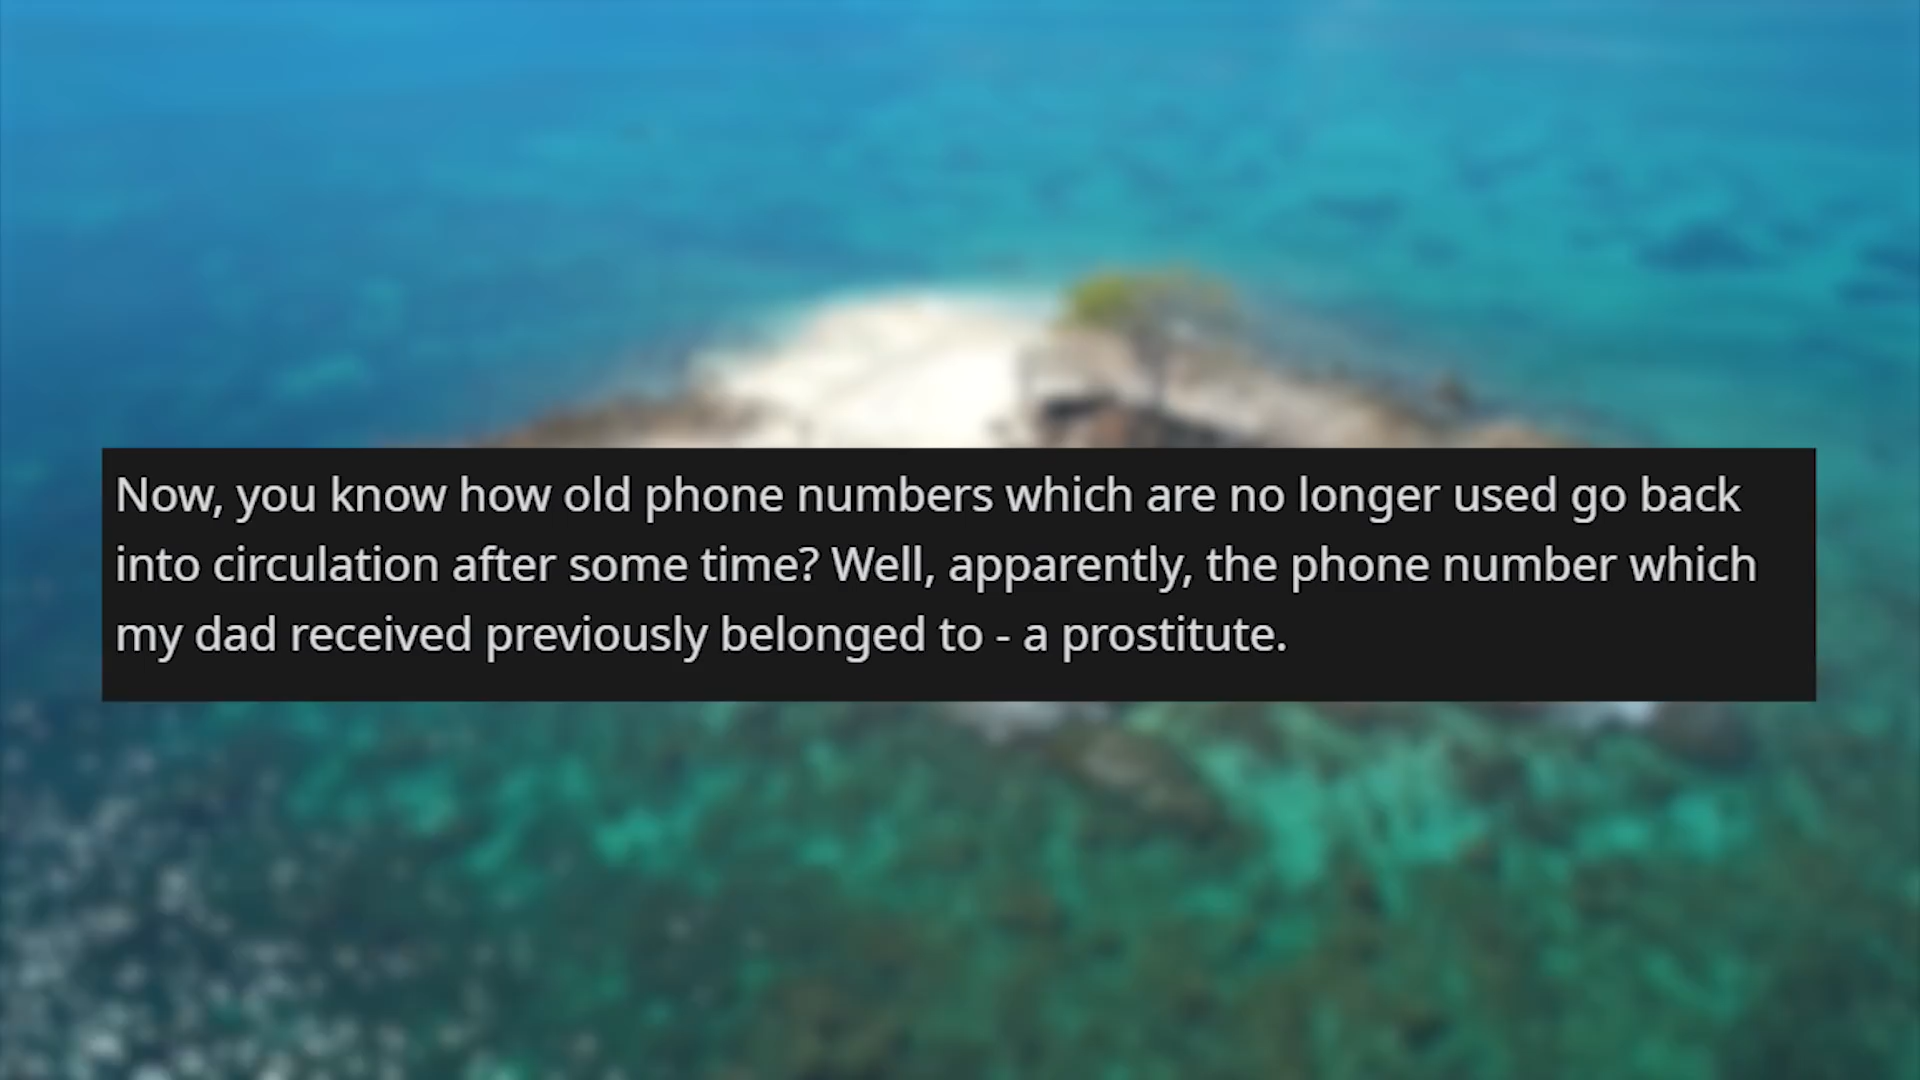 Now, you know how old phone numbers which are no longer used go back
into circulation after some time? Well, apparently, the phone number which
my dad received previously belonged to - a prostitute.